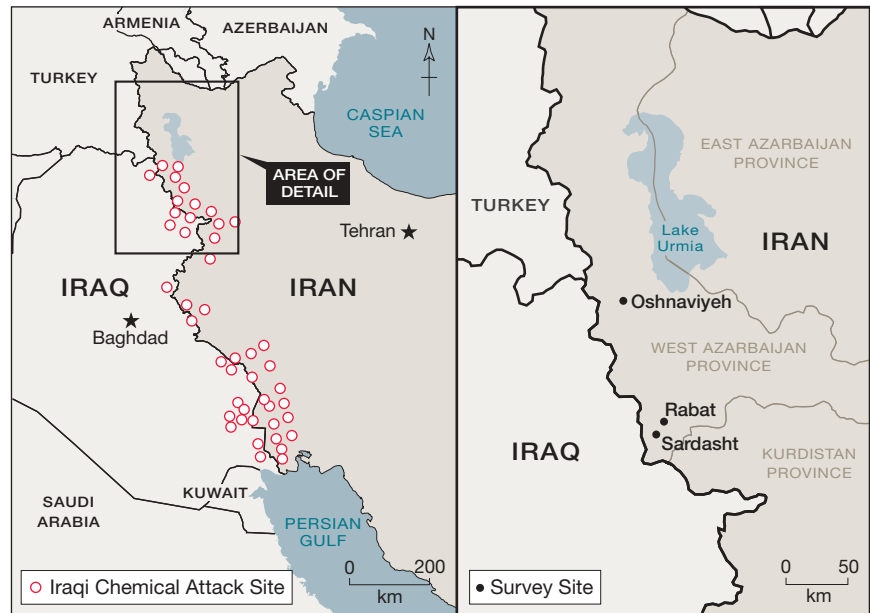 ARMENIA
AZERBAIJAN
TURKEY
N
CASPIAN
SEA
AREA OF
DETAIL
Tehran
IRAQ
IRAN
Baghdad
SAUDI
ARABIA
KUWAIT
PERSIAN
GULF
0 200
km
Iraqi Chemical Attack Site
EAST AZARBAIJAN
PROVINCE
TURKEY
Lake
Urmia
IRAN
Oshnaviyeh
WEST AZARBAIJAN
PROVINCE
Rabat
Sardasht
IRAQ
KURDISTAN
PROVINCE
0 50
km
Survey Site